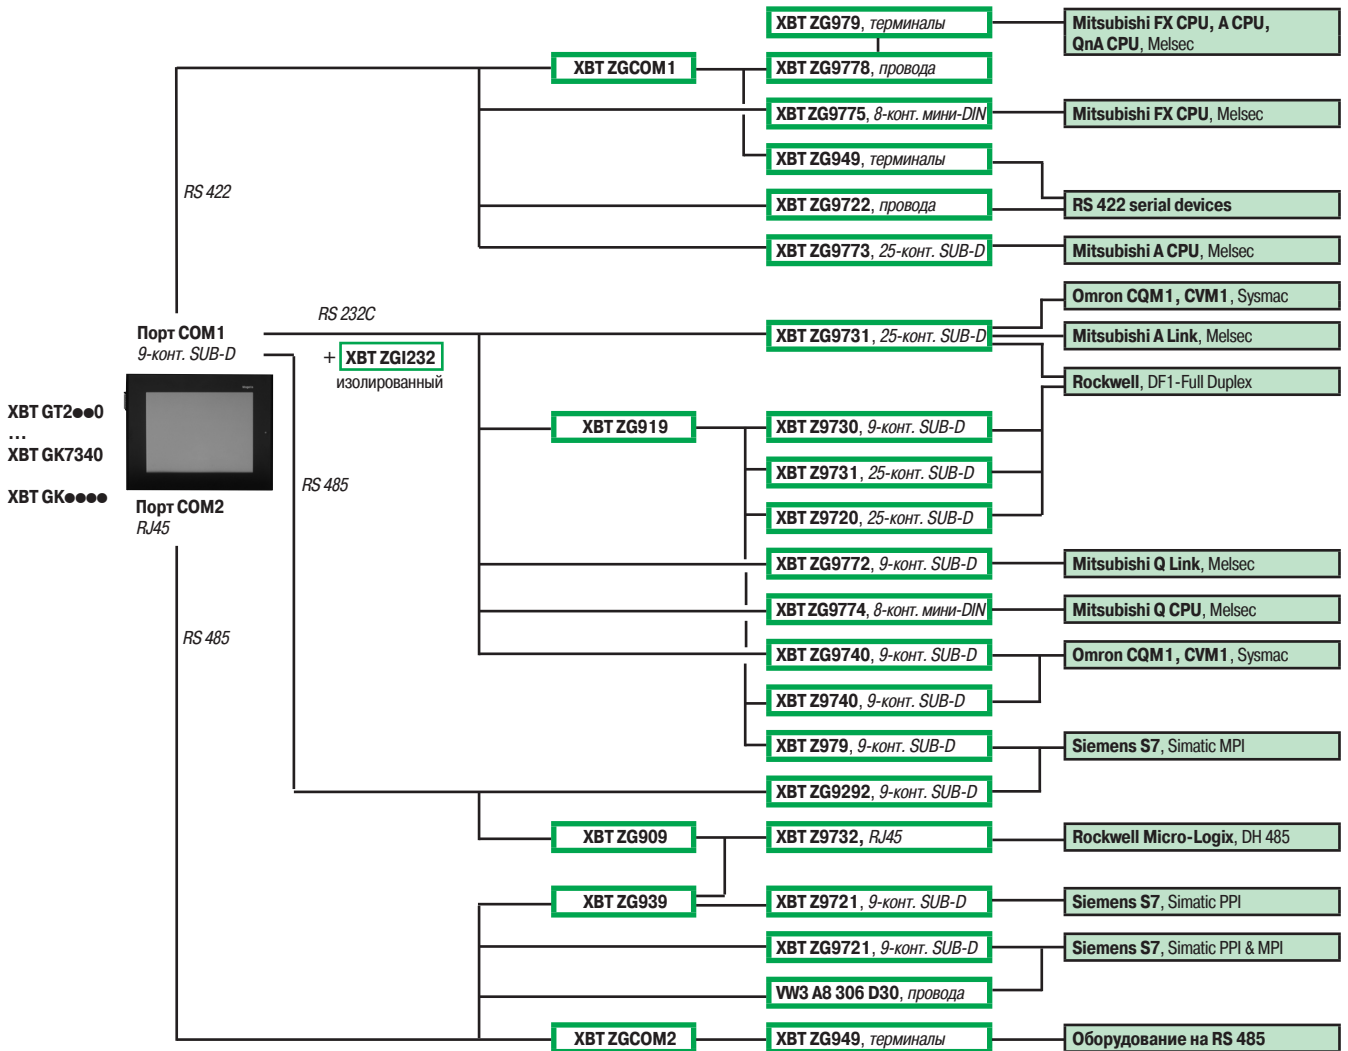 XBT ZG979, терминалы
Mitsubishi FX CPU, A CPU,
QnA CPU, Melsec
XBT ZGCOM1
XBT ZG9778, провода
XBT ZG9775, 8-конт. мини-DIN
Mitsubishi FX CPU, Melsec
XBT ZG949, терминалы
RS 422
XBT ZG9722, провода
RS 422 serial devices
XBT ZG9773, 25-конт. SUB-D
Mitsubishi A CPU, Melsec
Omron CQM1, CVM1, Sysmac
RS 232C
Порт COM1
9-конт. SUB-D
XBT ZG9731, 25-конт. SUB-D
Mitsubishi A Link, Melsec
+ XBT ZGI232
изолированный
Rockwell, DF1-Full Duplex
XBT GT2●●0
...
XBT GK7340
XBT GK●●●●
XBT ZG919
XBT Z9730, 9-конт. SUB-D
XBT Z9731, 25-конт. SUB-D
RS 485
Порт COM2
RJ45
XBT Z9720, 25-конт. SUB-D
XBT ZG9772, 9-конт. SUB-D
Mitsubishi Q Link, Melsec
XBT ZG9774, 8-конт. мини-DIN
Mitsubishi Q CPU, Melsec
RS 485
XBT ZG9740, 9-конт. SUB-D
Omron CQM1, CVM1, Sysmac
XBT Z9740, 9-конт. SUB-D
XBT Z979, 9-конт. SUB-D
Siemens S7, Simatic MPI
XBT ZG9292, 9-конт. SUB-D
XBT ZG909
XBT Z9732, RJ45
Rockwell Micro-Logix, DH 485
XBT ZG939
XBT Z9721, 9-конт. SUB-D
Siemens S7, Simatic PPI
XBT ZG9721, 9-конт. SUB-D
Siemens S7, Simatic PPI & MPI
VW3 A8 306 D30, провода
XBT ZGCOM2
XBT ZG949, терминалы
Оборудование на RS 485